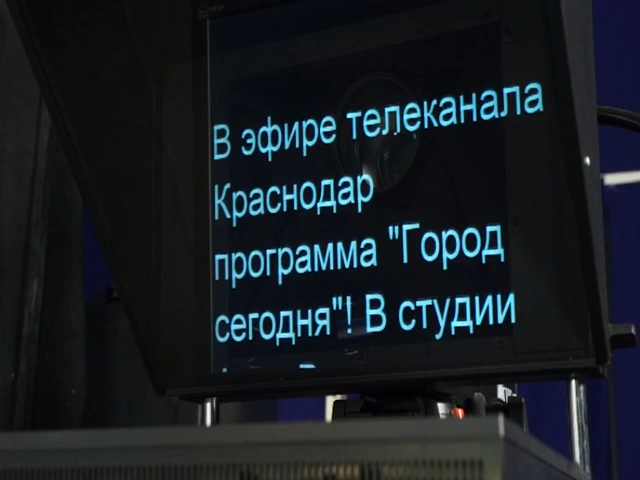 В эфире телеканала
Краснодар
программа "Город
сегодня"! В студии